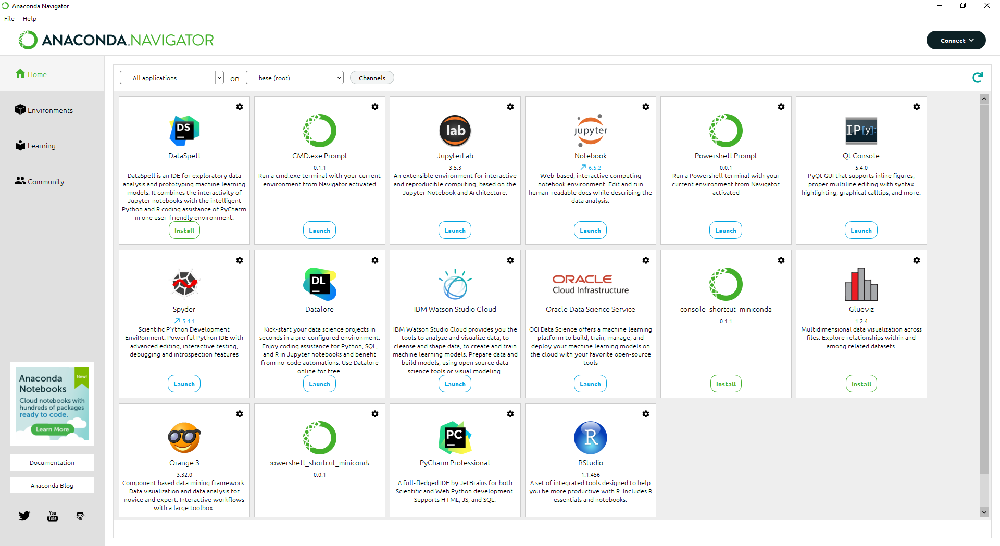 Anaconda Navigator
File Help
ANACONDA.NAVIGATOR
Connect
Home
Environments
Learning
Community
Anaconda
Notebooks
New!
Cloud notebooks with
hundreds of packages
ready to code.
Learn More
Documentation
Anaconda Blog
You
Tube
All applications on base (root) Channels
DS
DataSpell
DataSpell is an IDE for exploratory data
analysis and prototyping machine learning
models. It combines the interactivity of
Jupyter notebooks with the intelligent
Python and R coding assistance of PyCharm
in one user-friendly environment.
Install
CMD.exe Prompt
0.1.1
Run a cmd.exe terminal with your current
environment from Navigator activated
Launch
lab
JupyterLab
3.5.3
An extensible environment for interactive
and reproducible computing, based on the
Jupyter Notebook and Architecture.
Launch
jupyter
Notebook
6.5.2
Web-based, interactive computing
notebook environment. Edit and run
human-readable docs while describing the
data analysis.
Launch
Powershell Prompt
0.0.1
Run a Powershell terminal with your
current environment from Navigator
activated
Launch
IP[y]:
Qt Console
5.4.0
PyQt GUI that supports inline figures,
proper multiline editing with syntax
highlighting, graphical calltips, and more.
Launch
Spyder
5.4.1
Scientific PYthon Development
EnviRonment. Powerful Python IDE with
advanced editing, interactive testing,
debugging and introspection features
Launch
DL
Datalore
Kick-start your data science projects in
seconds in a pre-configured environment.
Enjoy coding assistance for Python, SQL,
and R in Jupyter notebooks and benefit
from no-code automations. Use Datalore
online for free.
Launch
IBM Watson Studio Cloud
IBM Watson Studio Cloud provides you the
tools to analyze and visualize data, to
cleanse and shape data, to create and train
machine learning models. Prepare data and
build models, using open source data
science tools or visual modeling.
Launch
ORACLE
Cloud Infrastructure
Oracle Data Science Service
OCI Data Science offers a machine learning
platform to build, train, manage, and
deploy your machine learning models on
the cloud with your favorite open-source
tools
Launch
console_shortcut_miniconda
0.1.1
Install
Glueviz
1.2.4
Multidimensional data visualization across
files. Explore relationships within and
among related datasets.
Install
Orange 3
3.32.0
Component based data mining framework.
Data visualization and data analysis for
novice and expert. Interactive workflows
with a large toolbox.
powershell_shortcut_miniconda
0.0.1
PC
PyCharm Professional
A full-fledged IDE by JetBrains for both
Scientific and Web Python development.
Supports HTML, JS, and SQL.
R
RStudio
1.1.456
A set of integrated tools designed to help
you be more productive with R. Includes R
essentials and notebooks.